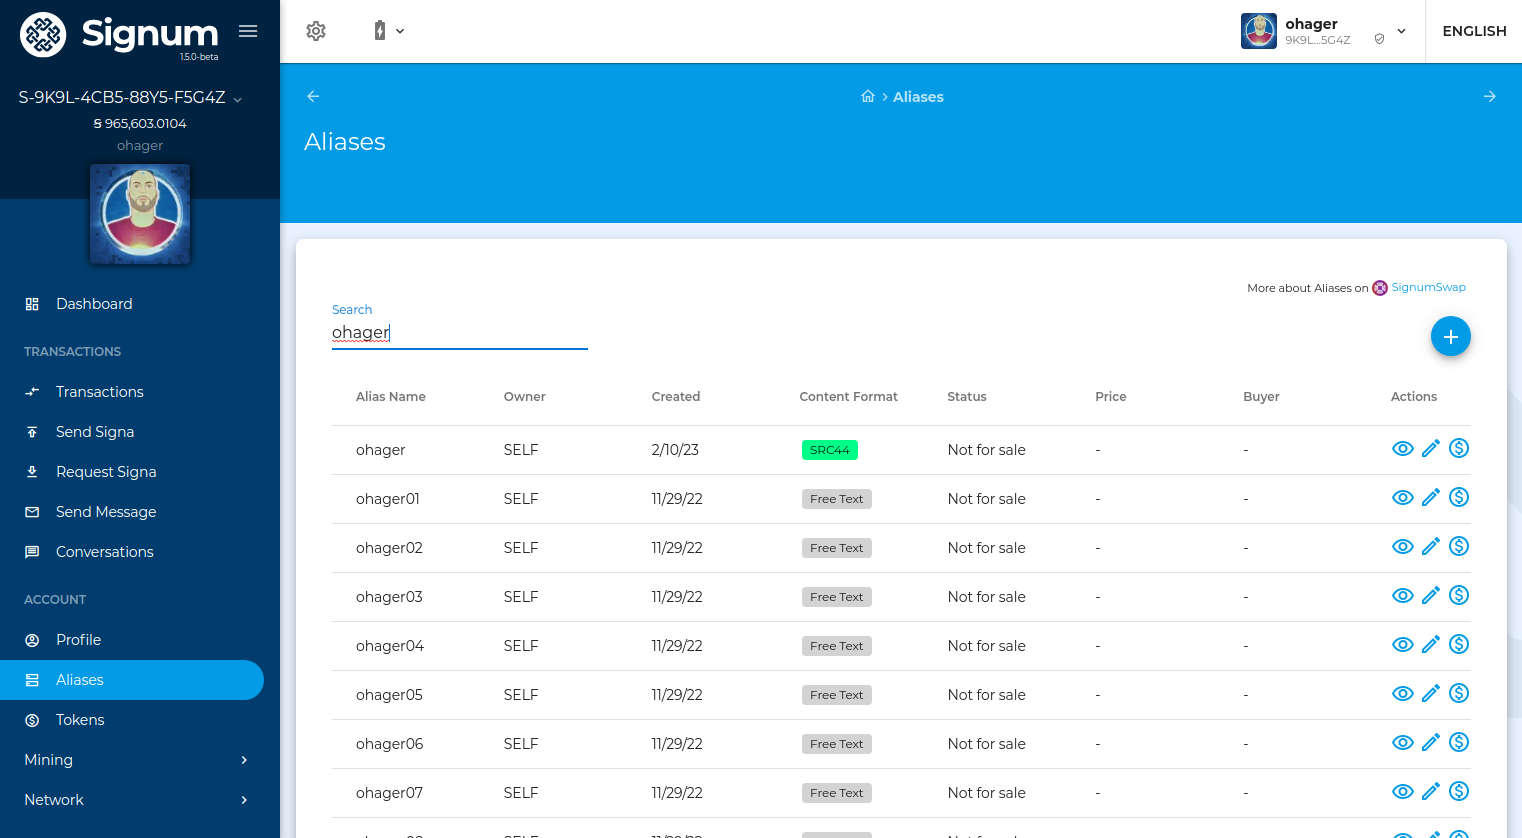 Signum
1.5.0-beta
S-9K9L-4CB5-88Y5-F5G4Z
965,603.0104
ohager
Dashboard
TRANSACTIONS
Transactions
Send Signa
Request Signa
Send Message
Conversations
ACCOUNT
Profile
Aliases
Tokens
Mining
Network
ohager
9K9L...5G4Z
ENGLISH
Aliases
Aliases
More about Aliases on SignumSwap
Search
ohager
Alias Name Owner Created Content Format Status Price Buyer Actions
ohager SELF 2/10/23 SRC44 Not for sale - -
ohager01 SELF 11/29/22 Free Text Not for sale - -
ohager02 SELF 11/29/22 Free Text Not for sale - -
ohager03 SELF 11/29/22 Free Text Not for sale - -
ohager04 SELF 11/29/22 Free Text Not for sale - -
ohager05 SELF 11/29/22 Free Text Not for sale - -
ohager06 SELF 11/29/22 Free Text Not for sale - -
ohager07 SELF 11/29/22 Free Text Not for sale - -